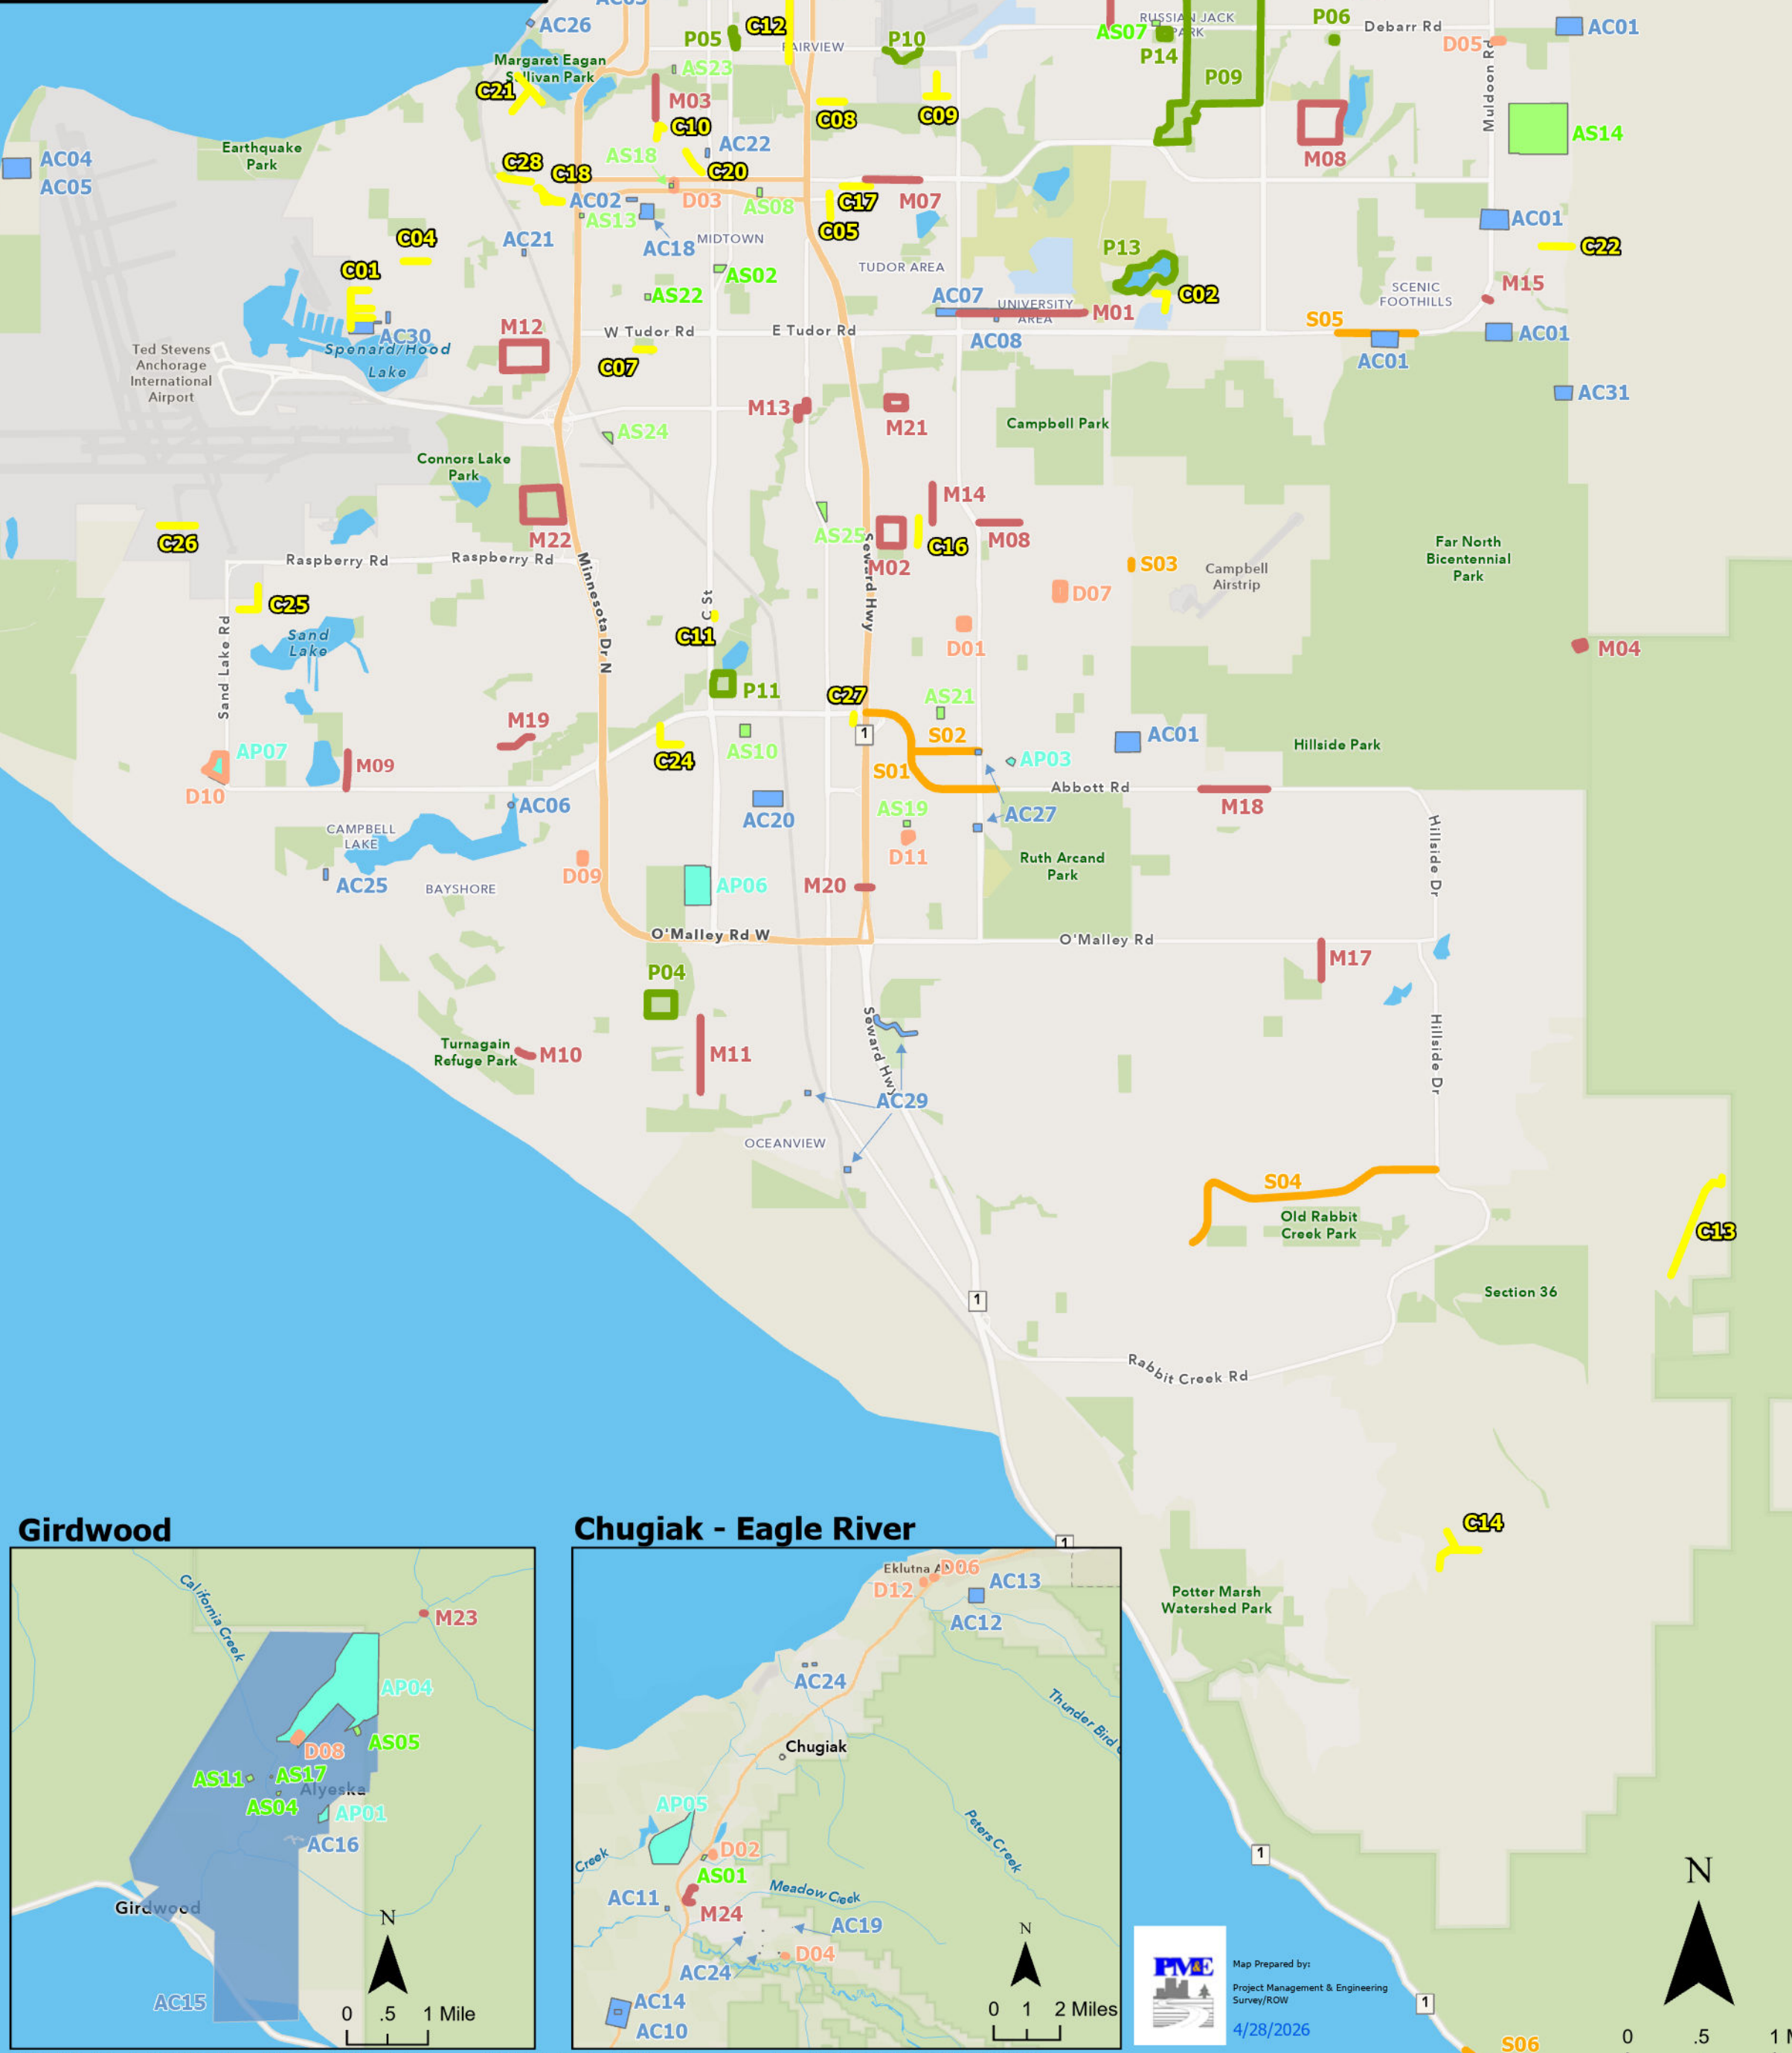 AC26
C12
P05
FAIRVIEW
P10
RUSSIAN JACK
PARK
AS07
P14
P06
Debarr Rd
AC01
D05
Muldoon Rd
Margaret Eagan
Sullivan Park
C21
AS23
M03
C10
C08
C09
P09
M08
AS14
Earthquake
Park
AC04
AC05
AS18
AC22
C28
C18
C20
AC02
D03
AS13
AS08
C17
M07
C05
AC18
MIDTOWN
AC01
C04
AC21
C22
C01
AS02
TUDOR AREA
P13
SCENIC
FOOTHILLS
M15
AS22
AC07
UNIVERSITY
AREA
C02
M01
AC30
M12
W Tudor Rd
E Tudor Rd
S05
AC01
AC08
Spenard/Hood
Lake
Ted Stevens
Anchorage
International
Airport
C07
AC01
AC31
M13
M21
Campbell Park
AS24
Connors Lake
Park
M14
M22
AS25
M02
C16
M08
C26
Far North
Bicentennial
Park
Raspberry Rd
Raspberry Rd
Minnesota Dr N
Seward Hwy
S03
Campbell
Airstrip
D07
C25
C St
C11
Sand
Lake
Sand Lake Rd
D01
M04
P11
C27
AS21
M19
1
S02
AC01
Hillside Park
AP07
AS10
C24
M09
S01
AP03
D10
Abbott Rd
AC06
AC20
AS19
AC27
M18
CAMPBELL
LAKE
D11
Hillside Dr
Ruth Arcand
Park
D09
AC25
BAYSHORE
AP06
M20
O'Malley Rd W
O'Malley Rd
M17
P04
Seward Hwy
Hillside Dr
Turnagain
Refuge Park
M10
M11
AC29
OCEANVIEW
S04
Old Rabbit
Creek Park
C13
Section 36
1
Rabbit Creek Rd
C14
1
Potter Marsh
Watershed Park
1
1
S06
Girdwood
California Creek
M23
AP04
D08
AS05
AS11
AS17
Alyeska
AS04
AP01
AC16
Girdwood
AC15
N
0 .5 1 Mile
Chugiak - Eagle River
D06
D12
AC13
AC12
AC24
Thunder Bird
Chugiak
AP05
Peters Creek
D02
Creek
AS01
AC11
Meadow Creek
M24
AC19
D04
AC24
AC14
AC10
N
0 1 2 Miles
PM&E
Map Prepared by:
Project Management & Engineering
Survey/ROW
4/28/2026
N
0 .5 1